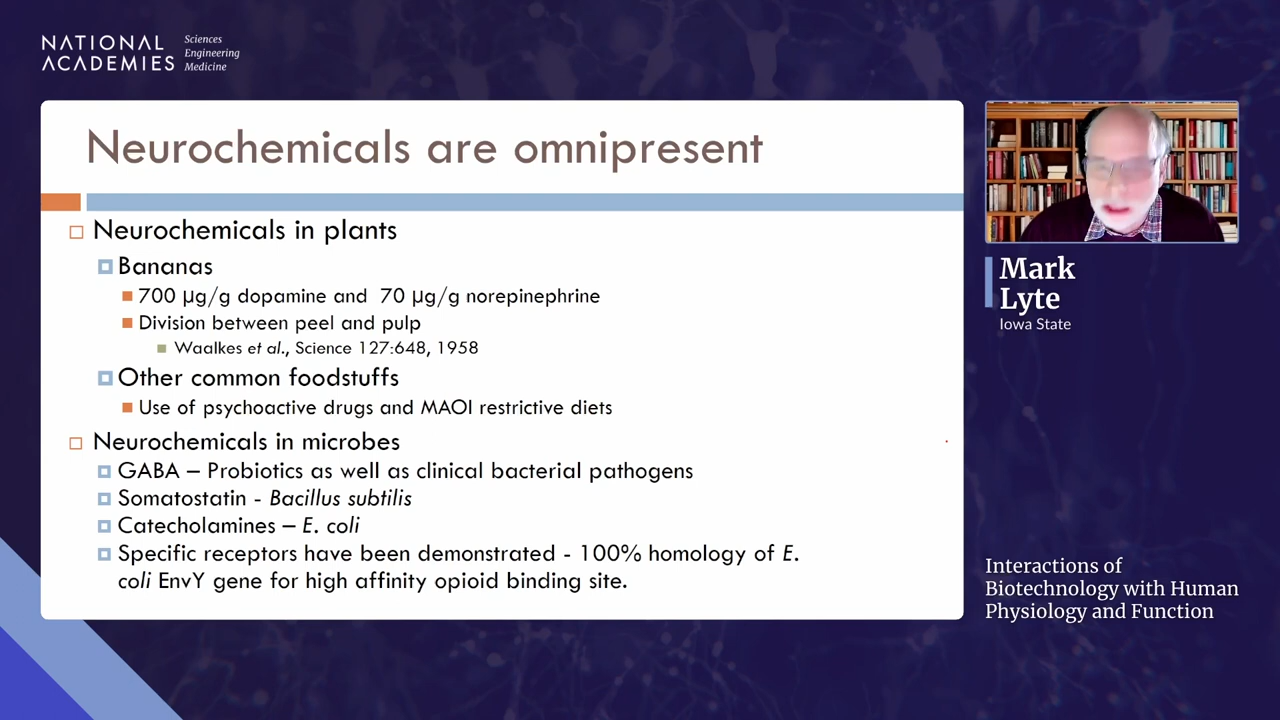 NATIONAL
ACADEMIES
Sciences
Engineering
Medicine
Neurochemicals are omnipresent
Neurochemicals in plants
Bananas
700 µg/g dopamine and 70 µg/g norepinephrine
Division between peel and pulp
Waalkes et al., Science 127:648, 1958
Other common foodstuffs
Use of psychoactive drugs and MAOI restrictive diets
Neurochemicals in microbes
GABA – Probiotics as well as clinical bacterial pathogens
Somatostatin - Bacillus subtilis
Catecholamines – E. coli
Specific receptors have been demonstrated - 100% homology of E.
coli EnvY gene for high affinity opioid binding site.
Mark
Lyte
Iowa State
Interactions of
Biotechnology with Human
Physiology and Function